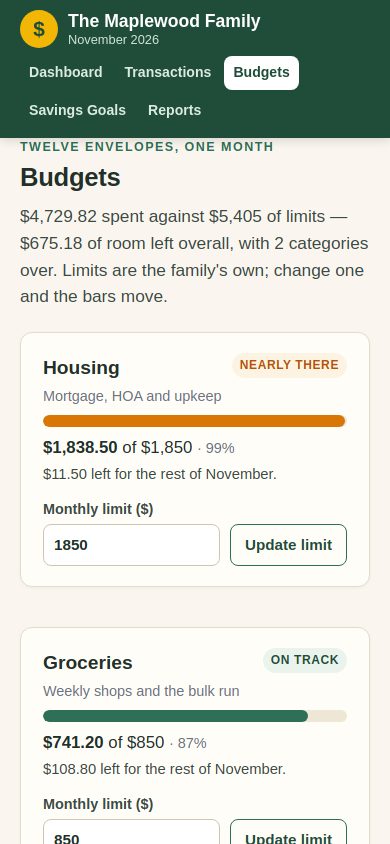 $
The Maplewood Family
November 2026
Dashboard Transactions Budgets
Savings Goals Reports
TWELVE ENVELOPES, ONE MONTH
Budgets
$4,729.82 spent against $5,405 of limits —
$675.18 of room left overall, with 2 categories
over. Limits are the family's own; change one
and the bars move.
Housing NEARLY THERE
Mortgage, HOA and upkeep
$1,838.50 of $1,850 · 99%
$11.50 left for the rest of November.
Monthly limit ($)
1850 Update limit
Groceries ON TRACK
Weekly shops and the bulk run
$741.20 of $850 · 87%
$108.80 left for the rest of November.
Monthly limit ($)
850 Update limit